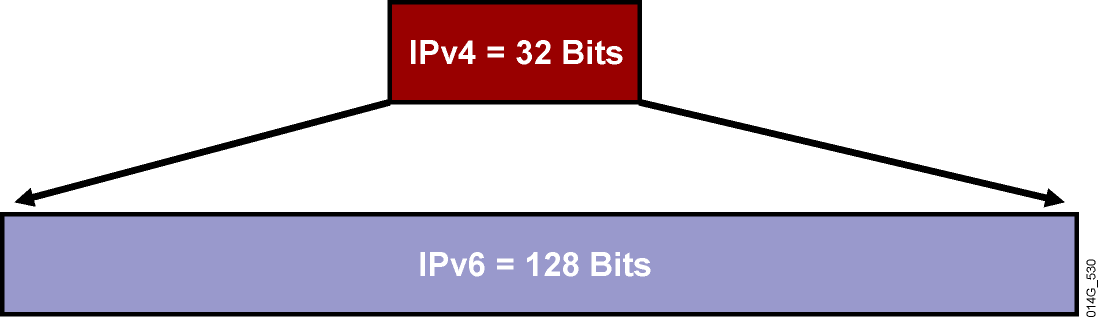 IPv4 = 32 Bits
IPv6 = 128 Bits
014G_530